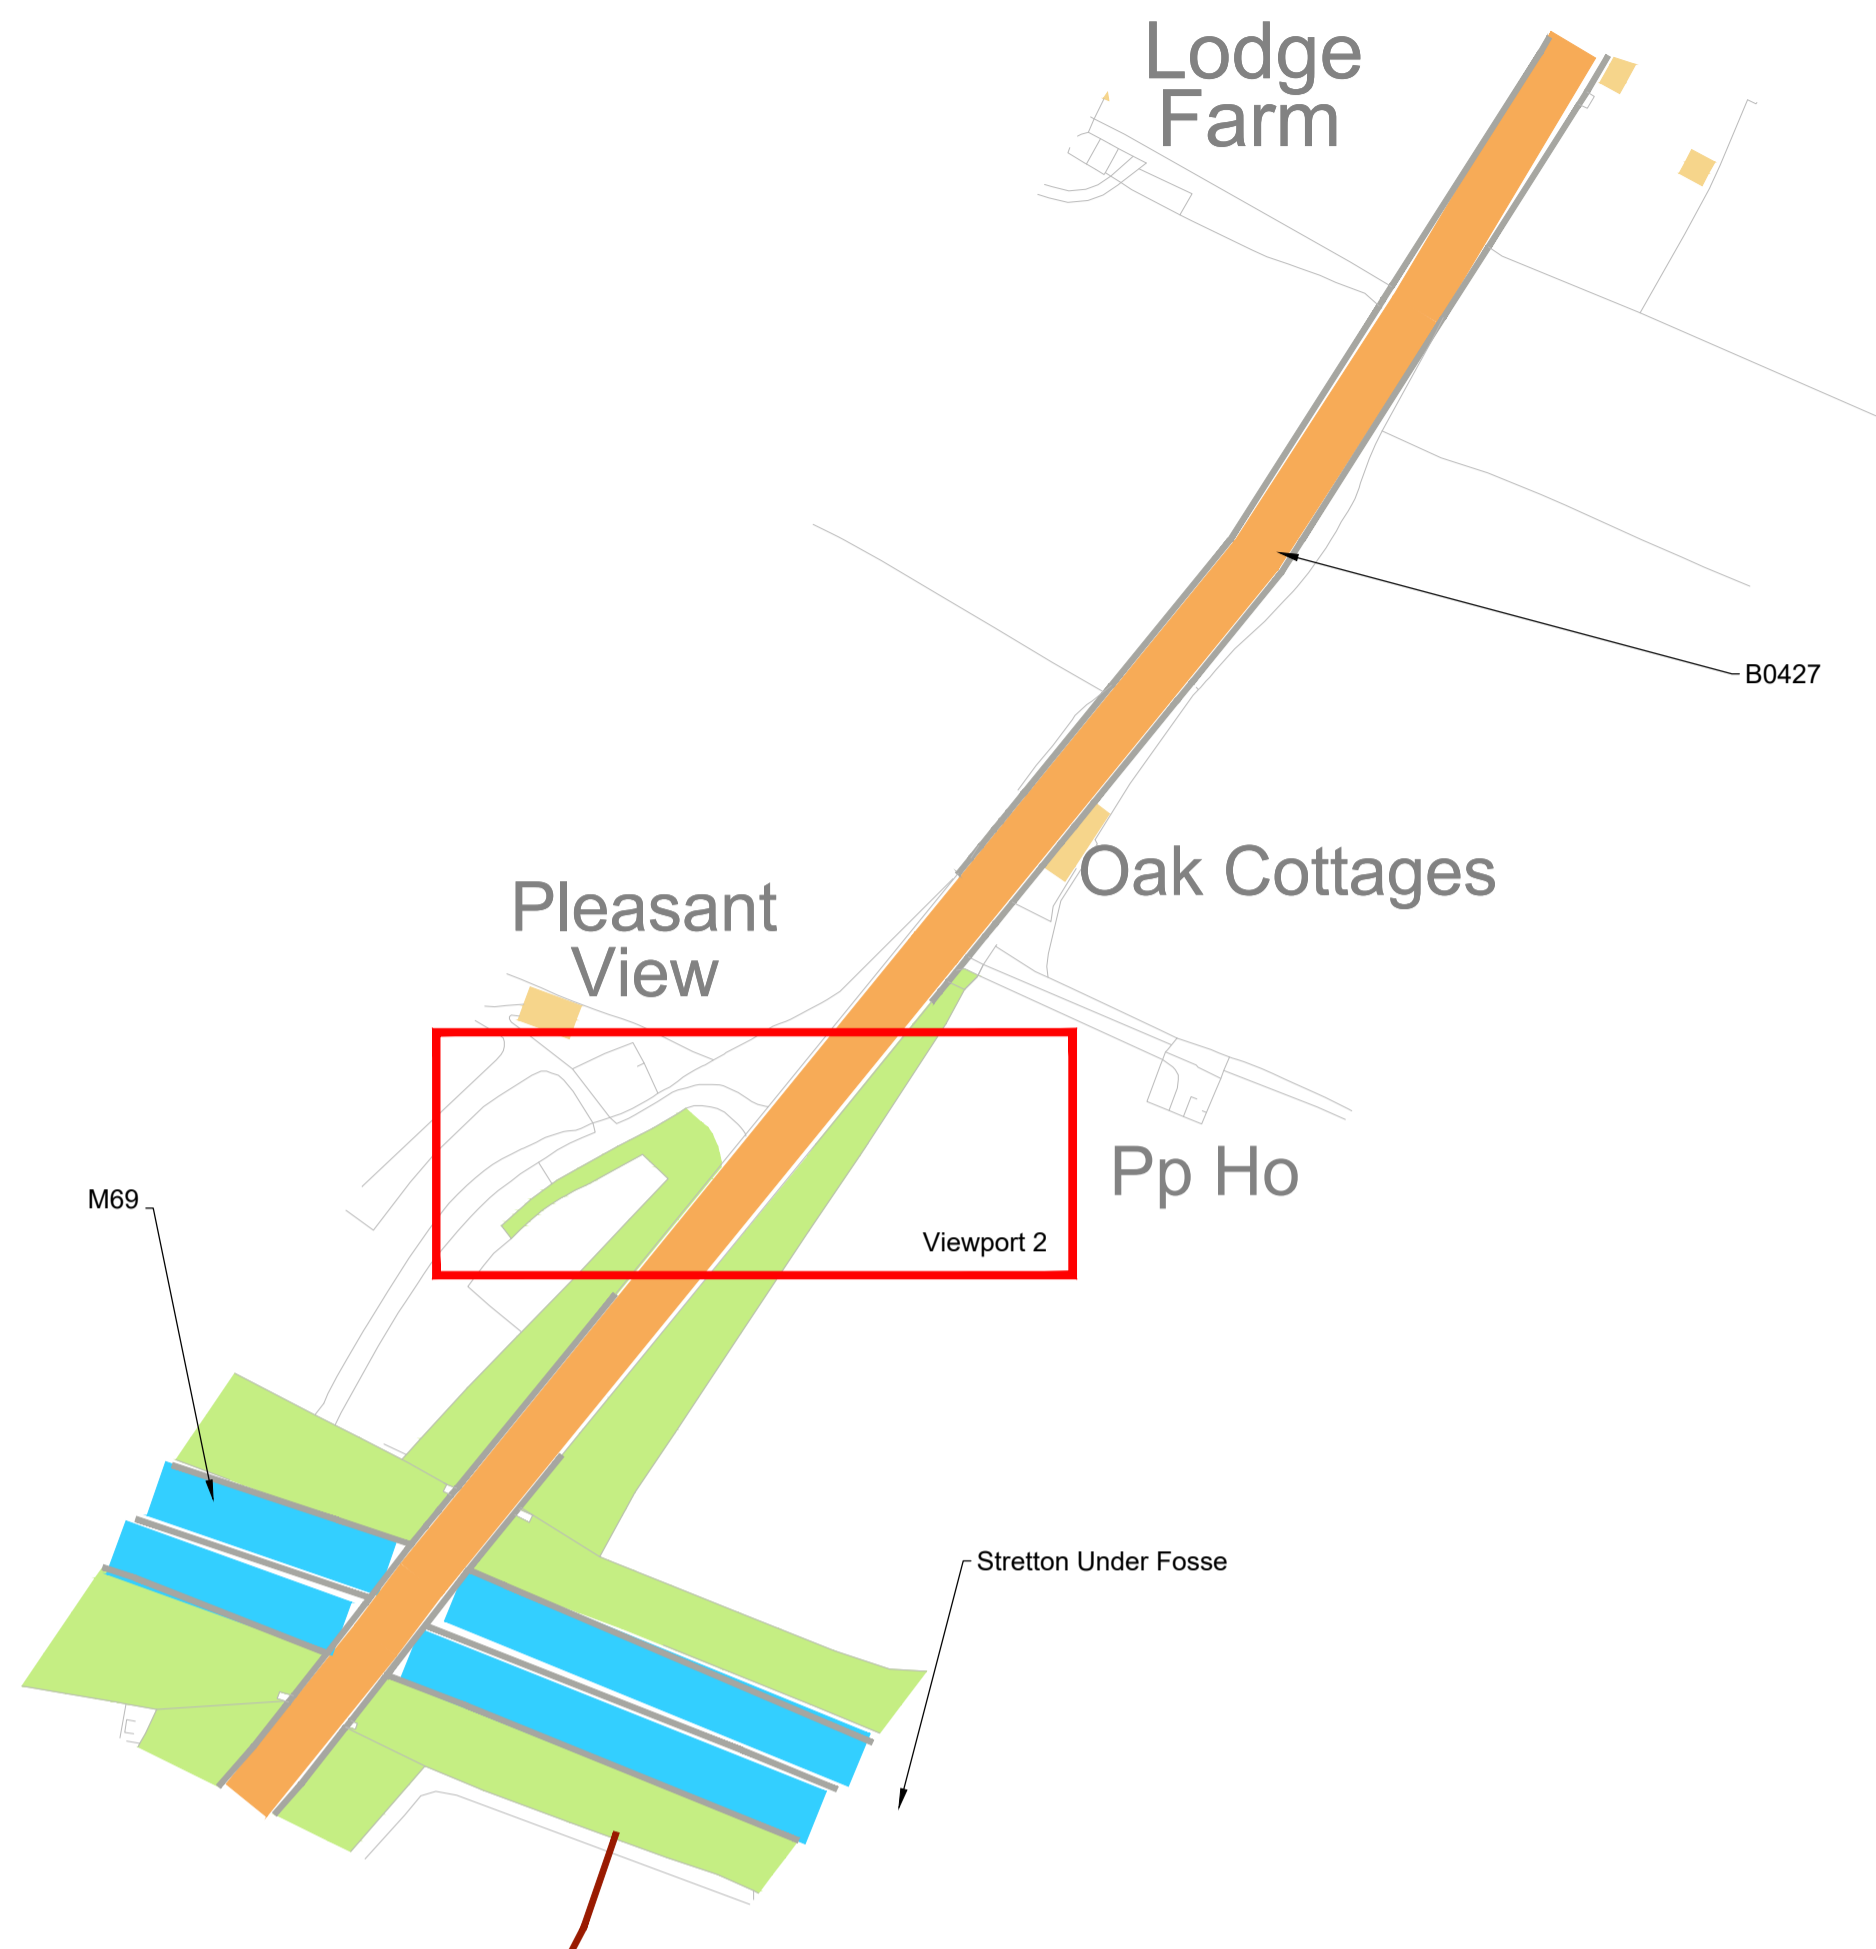 Lodge
Farm
B0427
Oak Cottages
Pleasant
View
Pp Ho
M69
Viewport 2
Stretton Under Fosse